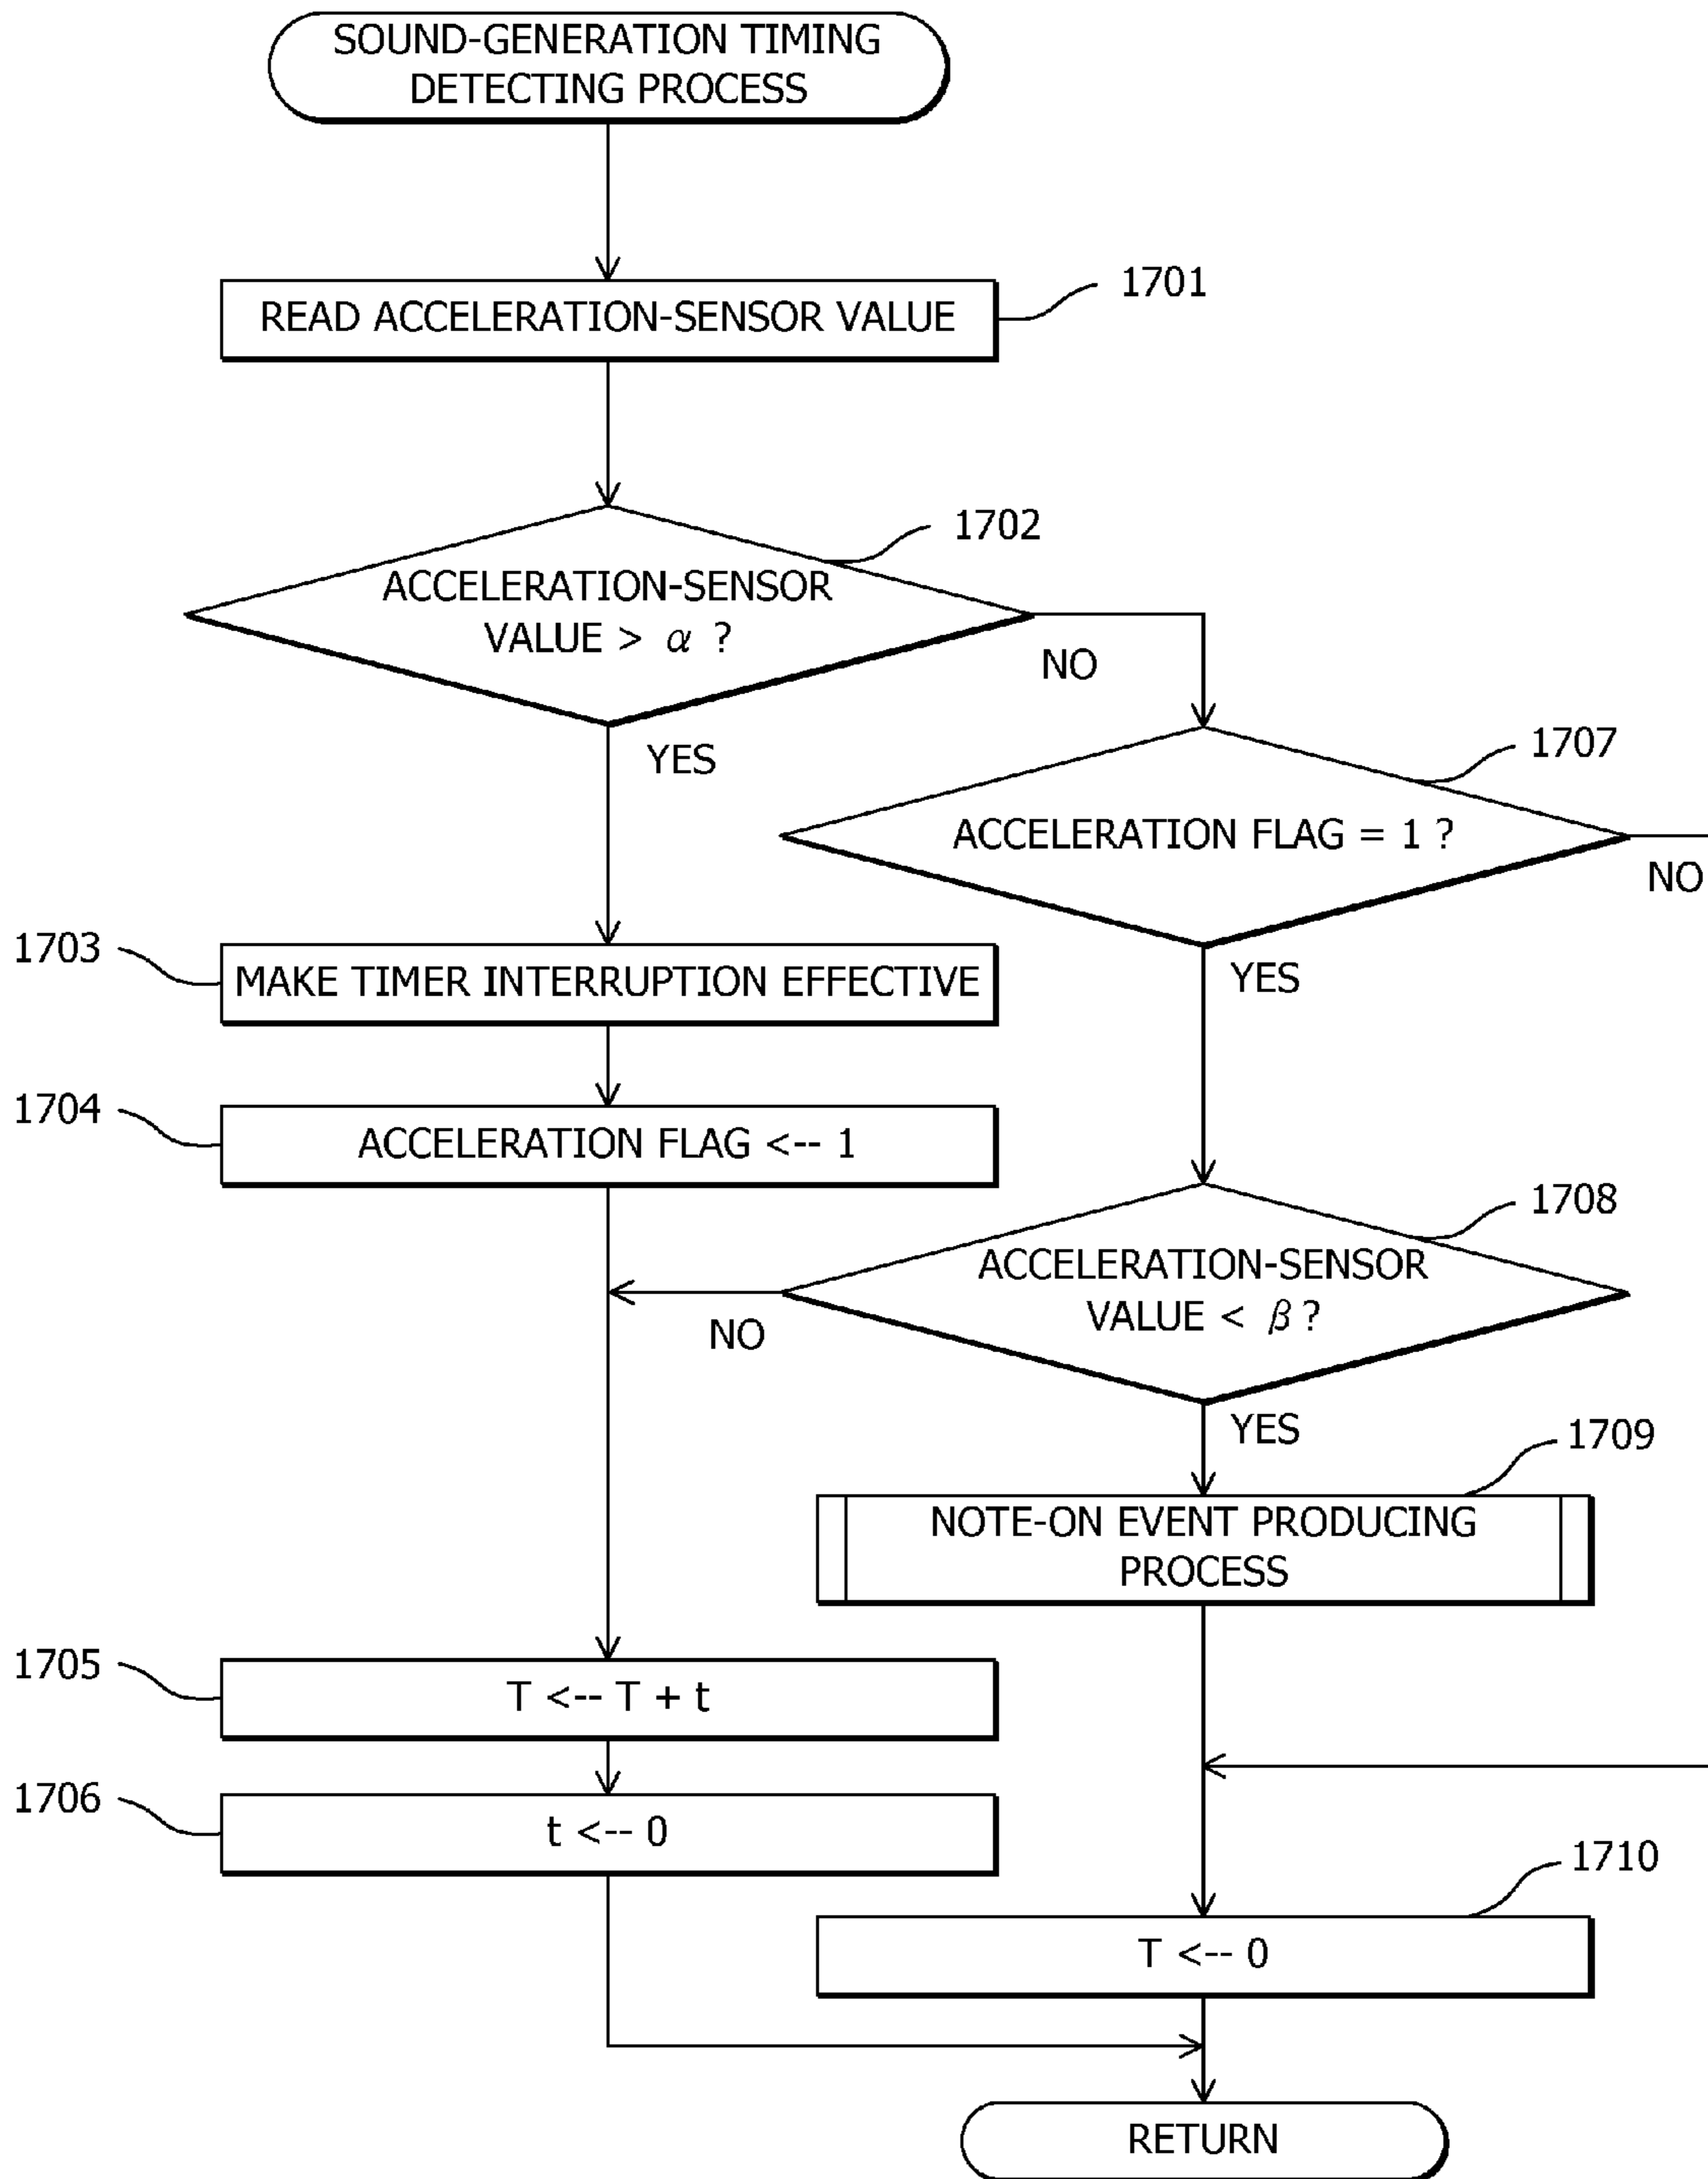 SOUND-GENERATION TIMING
DETECTING PROCESS
READ ACCELERATION-SENSOR VALUE
1701
ACCELERATION-SENSOR
VALUE > α ?
1702
NO
YES
1707
ACCELERATION FLAG = 1 ?
NO
YES
1703
MAKE TIMER INTERRUPTION EFFECTIVE
1704
ACCELERATION FLAG <-- 1
1708
ACCELERATION-SENSOR
VALUE < β ?
NO
YES
1709
NOTE-ON EVENT PRODUCING
PROCESS
1705
T <-- T + t
1706
t <-- 0
1710
T <-- 0
RETURN